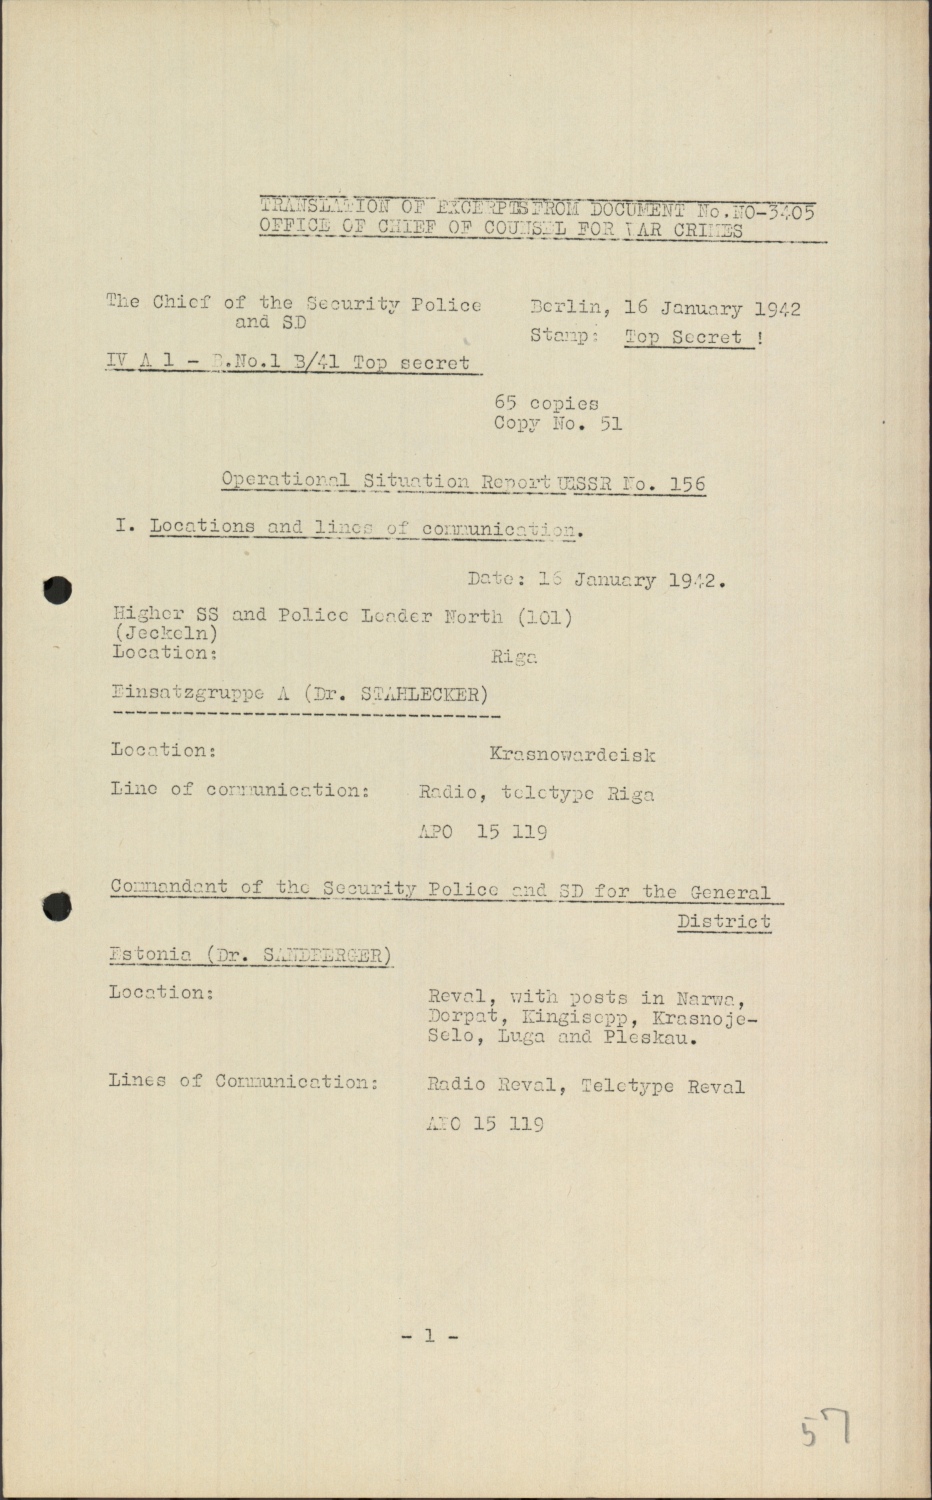 TRANSLATION OF EXCERPTS FROM DOCUMENT No. NO-3405
OFFICE OF CHIEF OF COUNSEL FOR WAR CRIMES
The Chief of the Security Police
and SD
Berlin, 16 January 1942
Stamp: Top Secret !
IV A 1 - B.No.1 B/41 Top secret
65 copies
Copy No. 51
Operational Situation Report UESSR No. 156
I. Locations and lines of communication.
Date: 16 January 1942.
Higher SS and Police Leader North (101)
(Jeckeln)
Location: Riga
Einsatzgruppe A (Dr. STAHLECKER)
Location: Krasnowardeisk
Line of communication: Radio, teletype Riga
APO 15 119
Commandant of the Security Police and SD for the General
District
Estonia (Dr. SANDBERGER)
Location: Reval, with posts in Narwa,
Dorpat, Kingisepp, Krasnoje-
Selo, Luga and Pleskau.
Lines of Communication: Radio Reval, Teletype Reval
APO 15 119
- 1 -
57